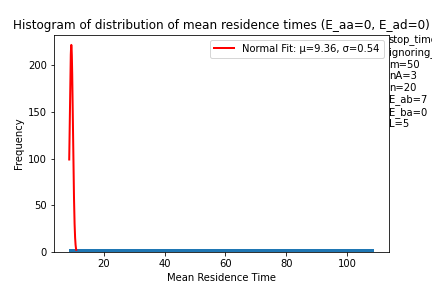 Histogram of distribution of mean residence times (E_aa=0, E_ad=0)
Normal Fit: μ=9.36, σ=0.54
m=50
nA=3
n=20
E_ab=7
E_ba=0
L=5
Frequency
200
150
100
50
0
20
40
60
80
100
Mean Residence Time